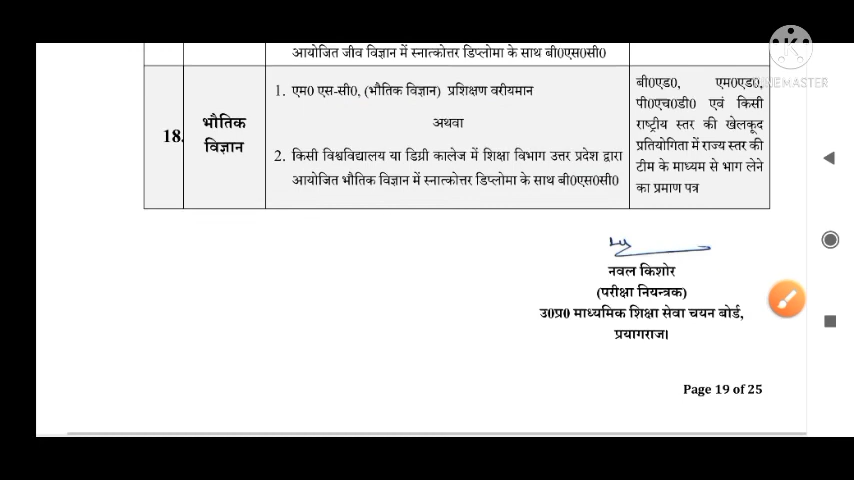 आयोजित जीव विज्ञान में स्नात्कोत्तर डिप्लोमा के साथ बी0एस0सी0
18.
भौतिक
विज्ञान
1. एम0 एस-सी0, (भौतिक विज्ञान) प्रशिक्षण वरीयमान
अथवा
2. किसी विश्वविद्यालय या डिग्री कालेज में शिक्षा विभाग उत्तर प्रदेश द्वारा
आयोजित भौतिक विज्ञान में स्नात्कोत्तर डिप्लोमा के साथ बी0एस0सी0
बी0एड0, एम0एड0,
पी0एच0डी0 एवं किसी
राष्ट्रीय स्तर की खेलकूद
प्रतियोगिता में राज्य स्तर की
टीम के माध्यम से भाग लेने
का प्रमाण पत्र
नवल किशोर
(परीक्षा नियन्त्रक)
उ0प्र0 माध्यमिक शिक्षा सेवा चयन बोर्ड,
प्रयागराज।
Page 19 of 25
KINEMASTER